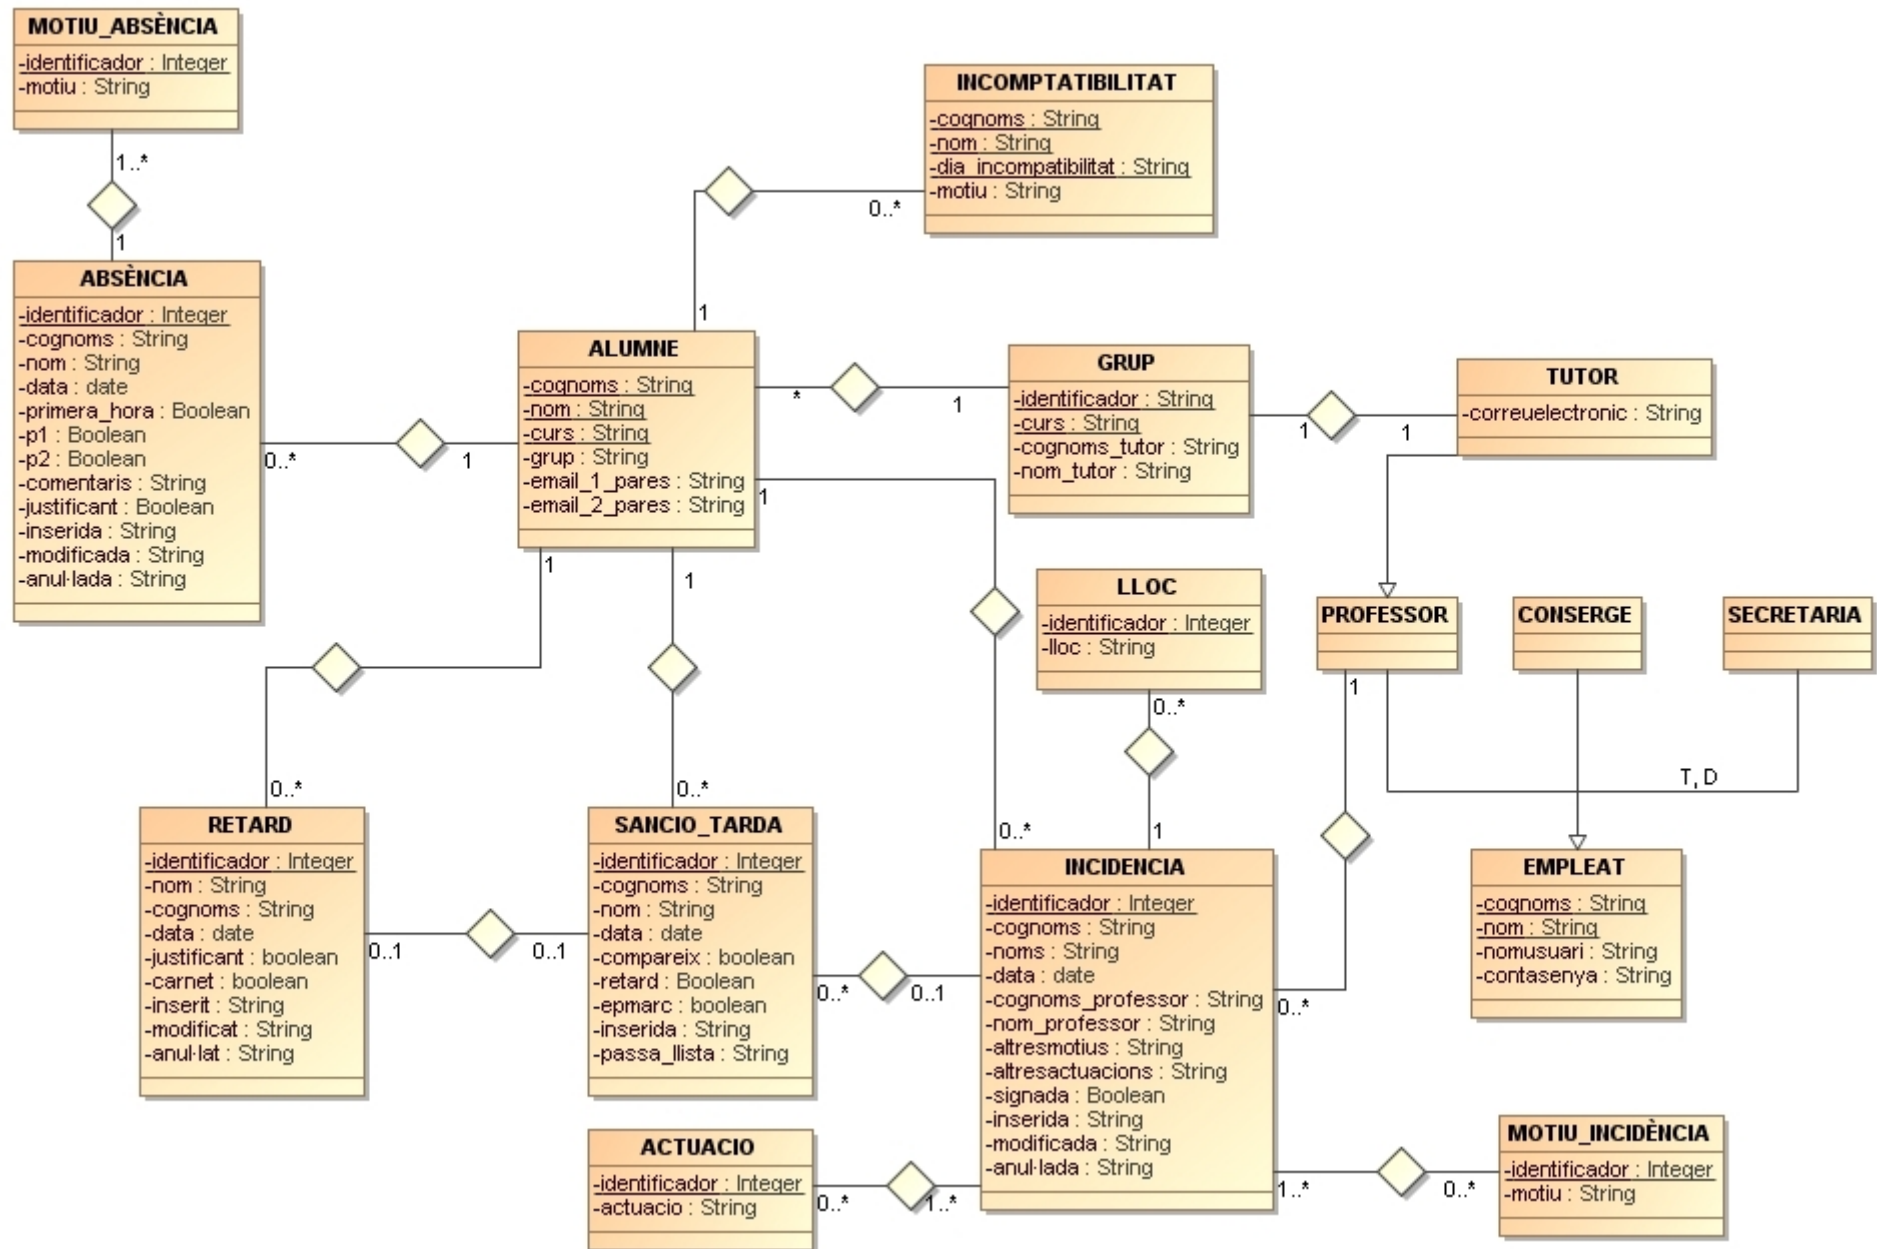 MOTIU_ABSÈNCIA
-identificador : Integer
-motiu : String
1..*
1
ABSÈNCIA
-identificador : Integer
-cognoms : String
-nom : String
-data : date
-primera_hora : Boolean
-p1 : Boolean
-p2 : Boolean
-comentaris : String
-justificant : Boolean
-inserida : String
-modificada : String
-anul·lada : String
0..*
1
INCOMPTATIBILITAT
-cognoms : String
-nom : String
-dia_incompatibilitat : String
-motiu : String
0..*
1
ALUMNE
-cognoms : String
-nom : String
-curs : String
-grup : String
-email_1_pares : String
-email_2_pares : String
*
1
GRUP
-identificador : String
-curs : String
-cognoms_tutor : String
-nom_tutor : String
1
1
TUTOR
-correuelectronic : String
1
1
1
LLOC
-identificador : Integer
-lloc : String
0..*
1
PROFESSOR
CONSERGE
SECRETARIA
1
T, D
0..*
0..*
0..*
RETARD
-identificador : Integer
-nom : String
-cognoms : String
-data : date
-justificant : boolean
-carnet : boolean
-inserit : String
-modificat : String
-anul·lat : String
0..1
0..1
SANCIO_TARDA
-identificador : Integer
-cognoms : String
-nom : String
-data : date
-compareix : boolean
-retard : Boolean
-epmarc : boolean
-inserida : String
-passa_llista : String
0..*
0..1
INCIDENCIA
-identificador : Integer
-cognoms : String
-noms : String
-data : date
-cognoms_professor : String
-nom_professor : String
-altresmotius : String
-altresactuacions : String
-signada : Boolean
-inserida : String
-modificada : String
-anul·lada : String
0..*
EMPLEAT
-cognoms : String
-nom : String
-nomusuari : String
-contasenya : String
ACTUACIO
-identificador : Integer
-actuacio : String
0..*
1..*
1..*
0..*
MOTIU_INCIDÈNCIA
-identificador : Integer
-motiu : String